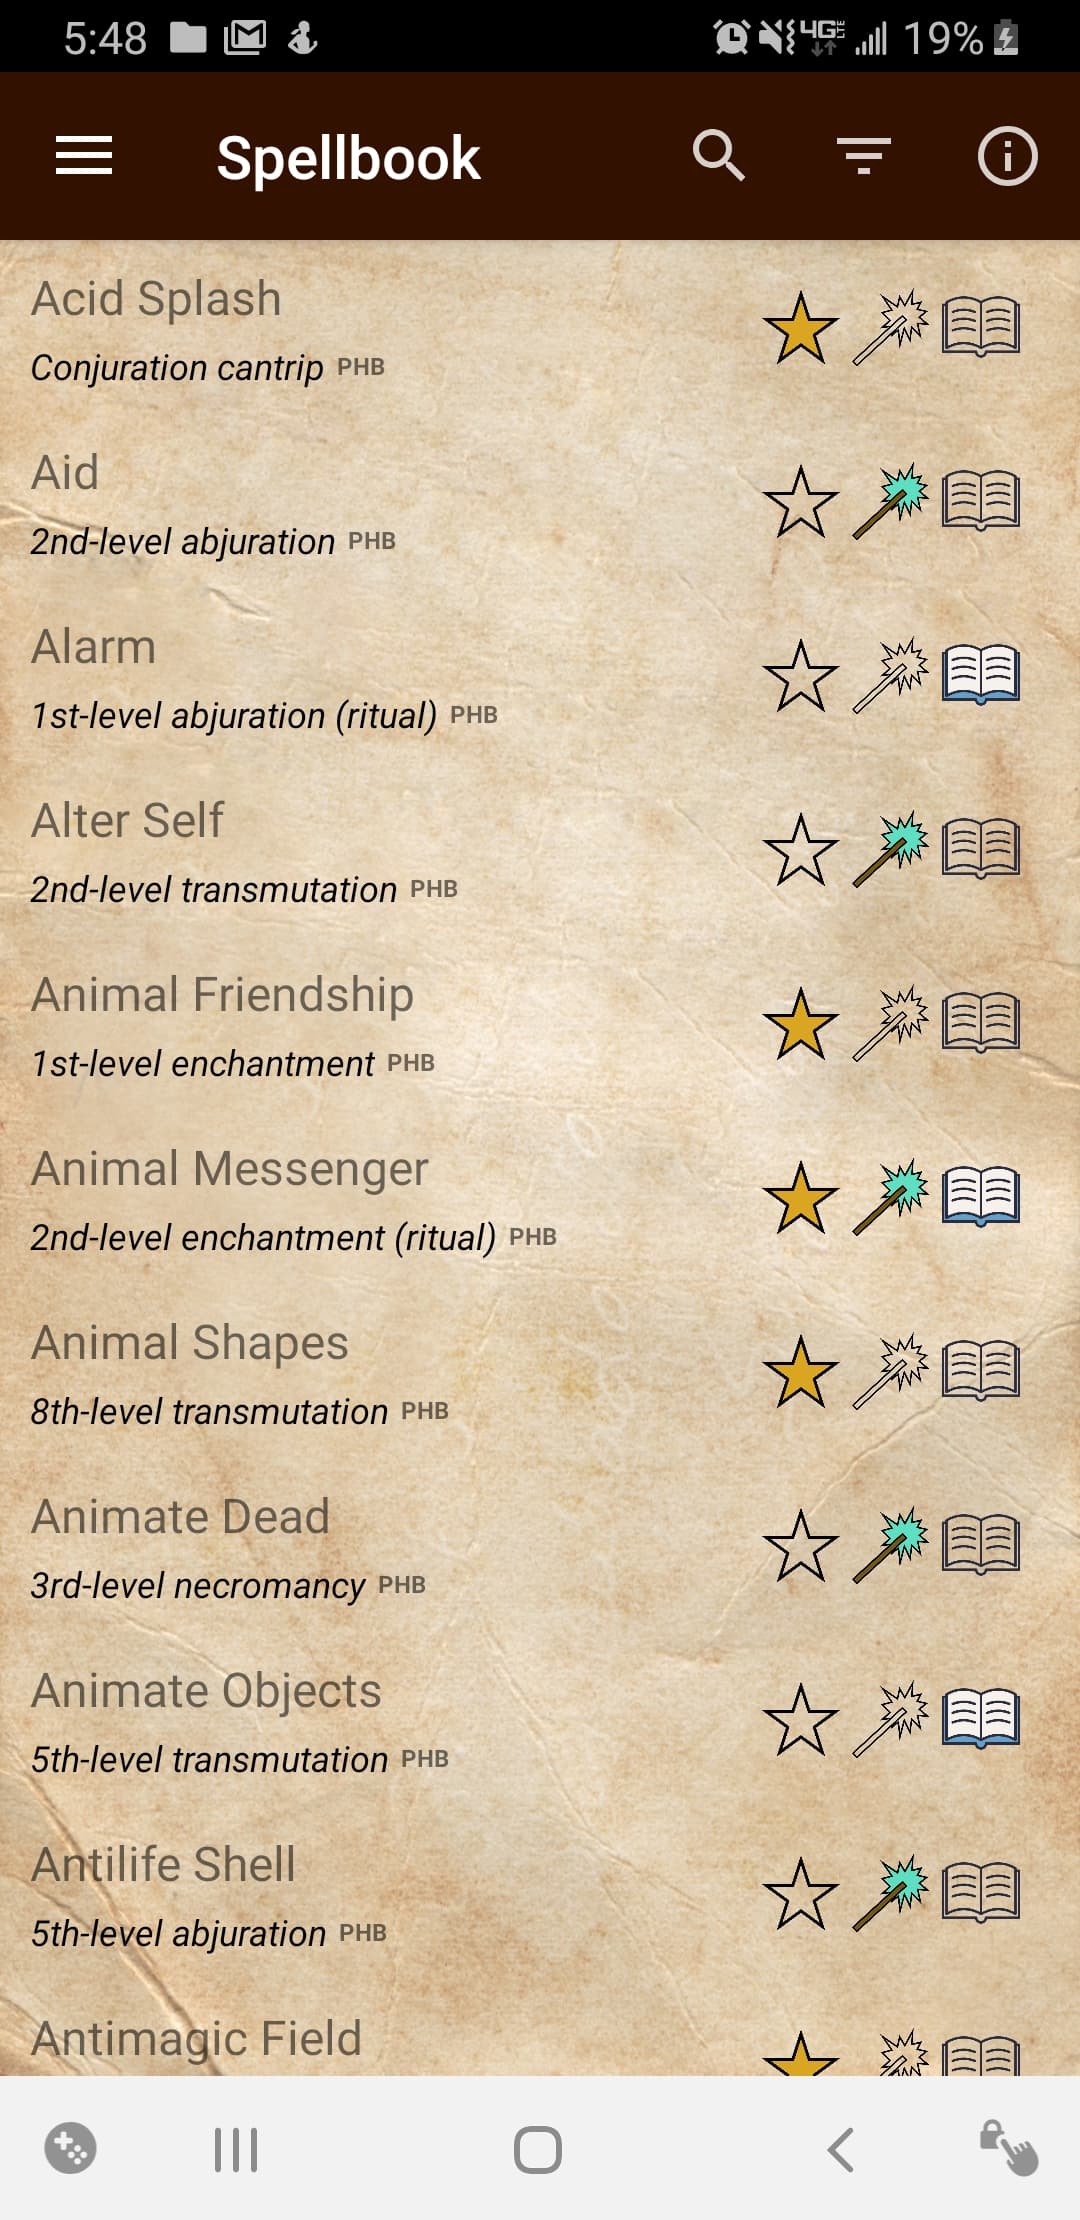 5:48 4G LTE 19%
Spellbook
Acid Splash
Conjuration cantrip PHB
Aid
2nd-level abjuration PHB
Alarm
1st-level abjuration (ritual) PHB
Alter Self
2nd-level transmutation PHB
Animal Friendship
1st-level enchantment PHB
Animal Messenger
2nd-level enchantment (ritual) PHB
Animal Shapes
8th-level transmutation PHB
Animate Dead
3rd-level necromancy PHB
Animate Objects
5th-level transmutation PHB
Antilife Shell
5th-level abjuration PHB
Antimagic Field